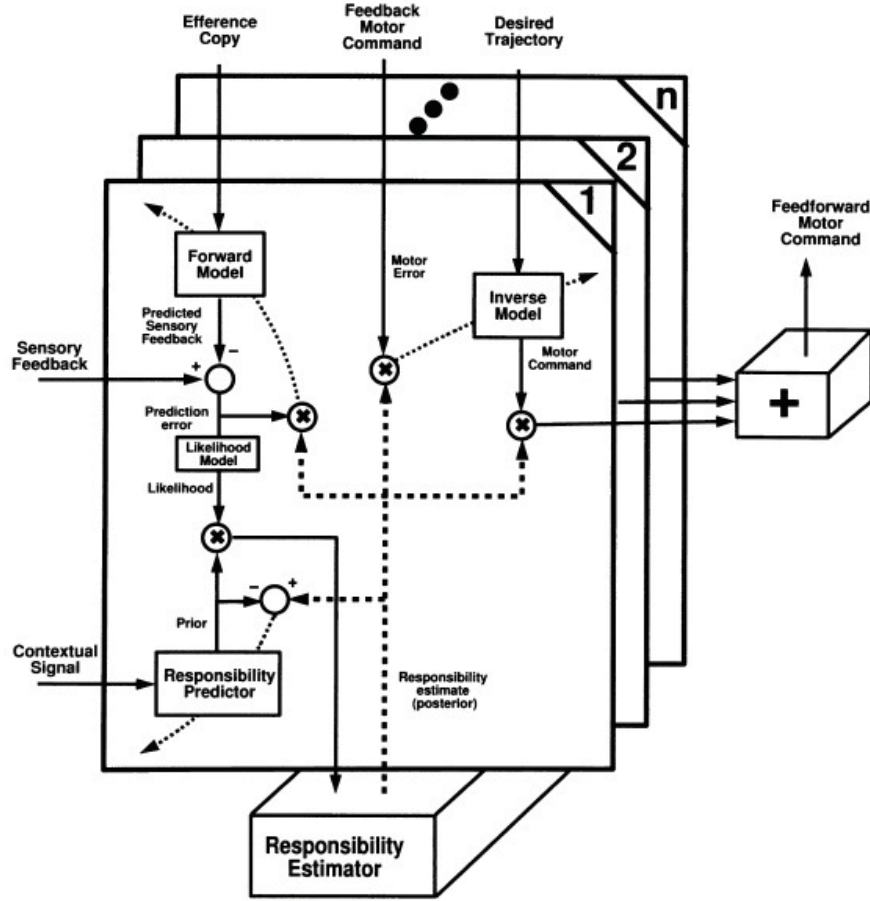 Efference
Copy
Feedback
Motor
Command
Desired
Trajectory
n
2
1
Feedforward
Motor
Command
Forward
Model
Motor
Error
Inverse
Model
Predicted
Sensory
Feedback
−
+
Sensory
Feedback
Motor
Command
+
Prediction
error
Likelihood
Model
Likelihood
−
+
Prior
Contextual
Signal
Responsibility
Predictor
Responsibility
estimate
(posterior)
Responsibility
Estimator